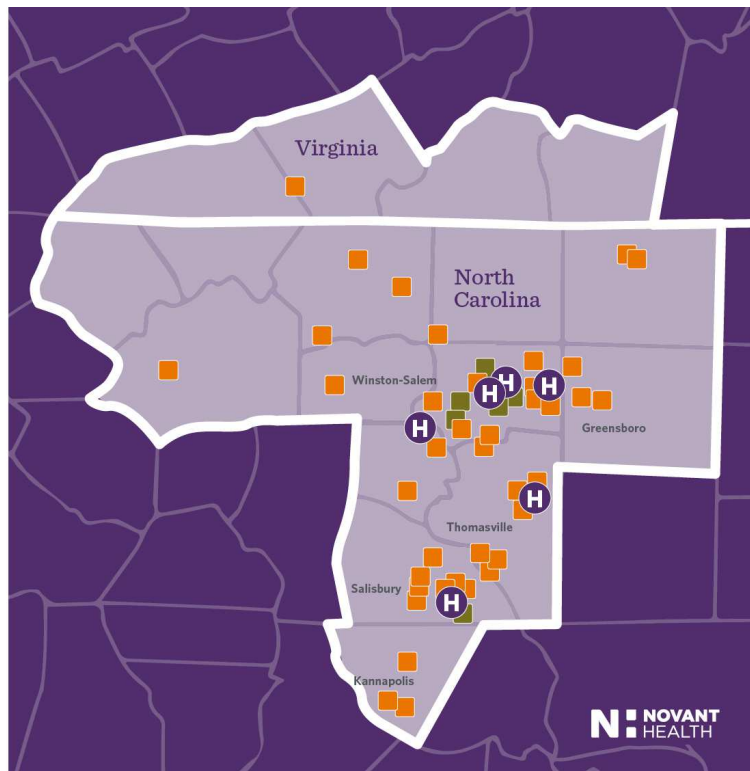 Virginia
North
Carolina
Winston-Salem
H
H
H
H
Greensboro
H
Thomasville
Salisbury
H
Kannapolis
N
NOVANT
HEALTH